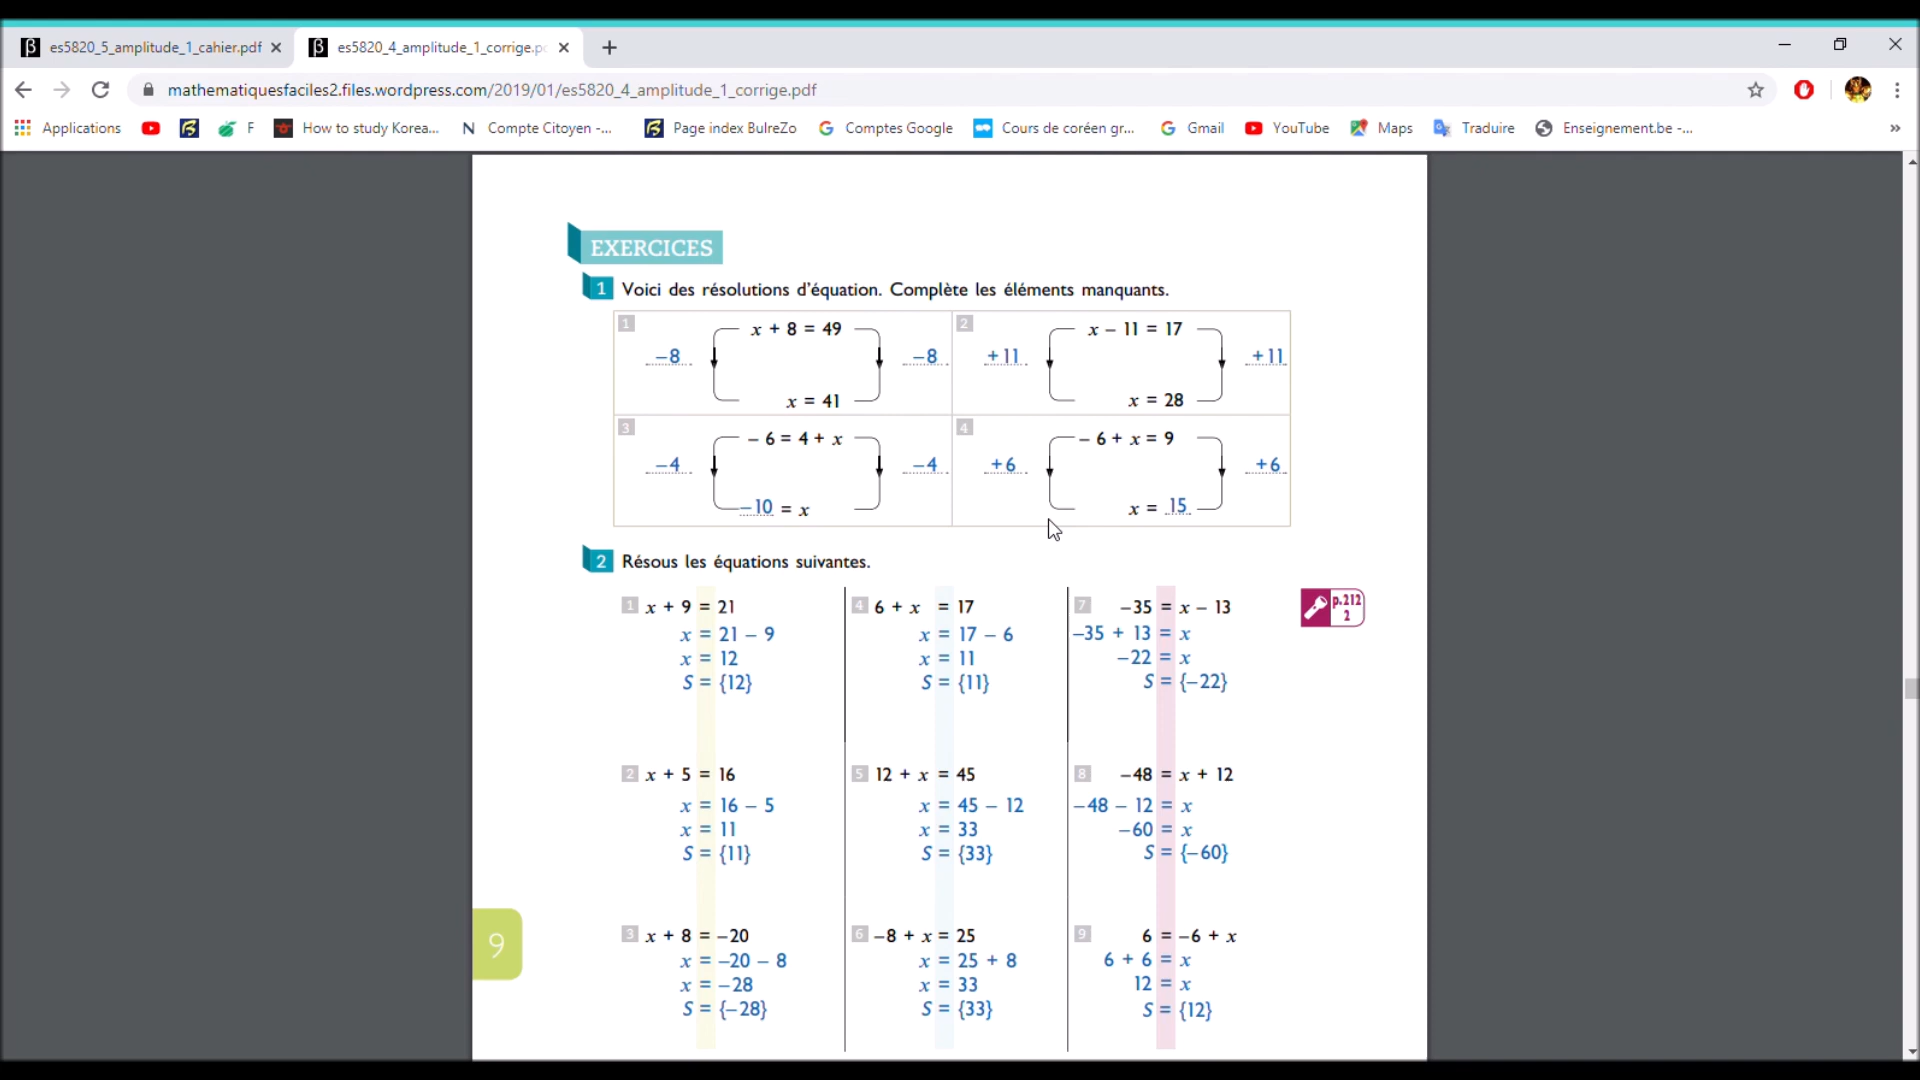 es5820_5_amplitude_1_cahier.pdf
es5820_4_amplitude_1_corrige.p
mathematiquesfaciles2.files.wordpress.com/2019/01/es5820_4_amplitude_1_corrige.pdf
Applications F How to study Korea... Compte Citoyen -... Page index BulreZo Comptes Google Cours de coréen gr... Gmail YouTube Maps Traduire Enseignement.be -... »
EXERCICES
1 Voici des résolutions d'équation. Complète les éléments manquants.
1
x + 8 = 49
–8 –8
x = 41
2
x – 11 = 17
+11 +11
x = 28
3
– 6 = 4 + x
–4 –4
–10 = x
4
– 6 + x = 9
+6 +6
x = 15
2 Résous les équations suivantes.
p.212
2
1 x + 9 = 21
x = 21 – 9
x = 12
S = {12}
2 x + 5 = 16
x = 16 – 5
x = 11
S = {11}
3 x + 8 = –20
x = –20 – 8
x = –28
S = {–28}
4 6 + x = 17
x = 17 – 6
x = 11
S = {11}
5 12 + x = 45
x = 45 – 12
x = 33
S = {33}
6 –8 + x = 25
x = 25 + 8
x = 33
S = {33}
7 –35 = x – 13
–35 + 13 = x
–22 = x
S = {–22}
8 –48 = x + 12
–48 – 12 = x
–60 = x
S = {–60}
9 6 = –6 + x
6 + 6 = x
12 = x
S = {12}
9